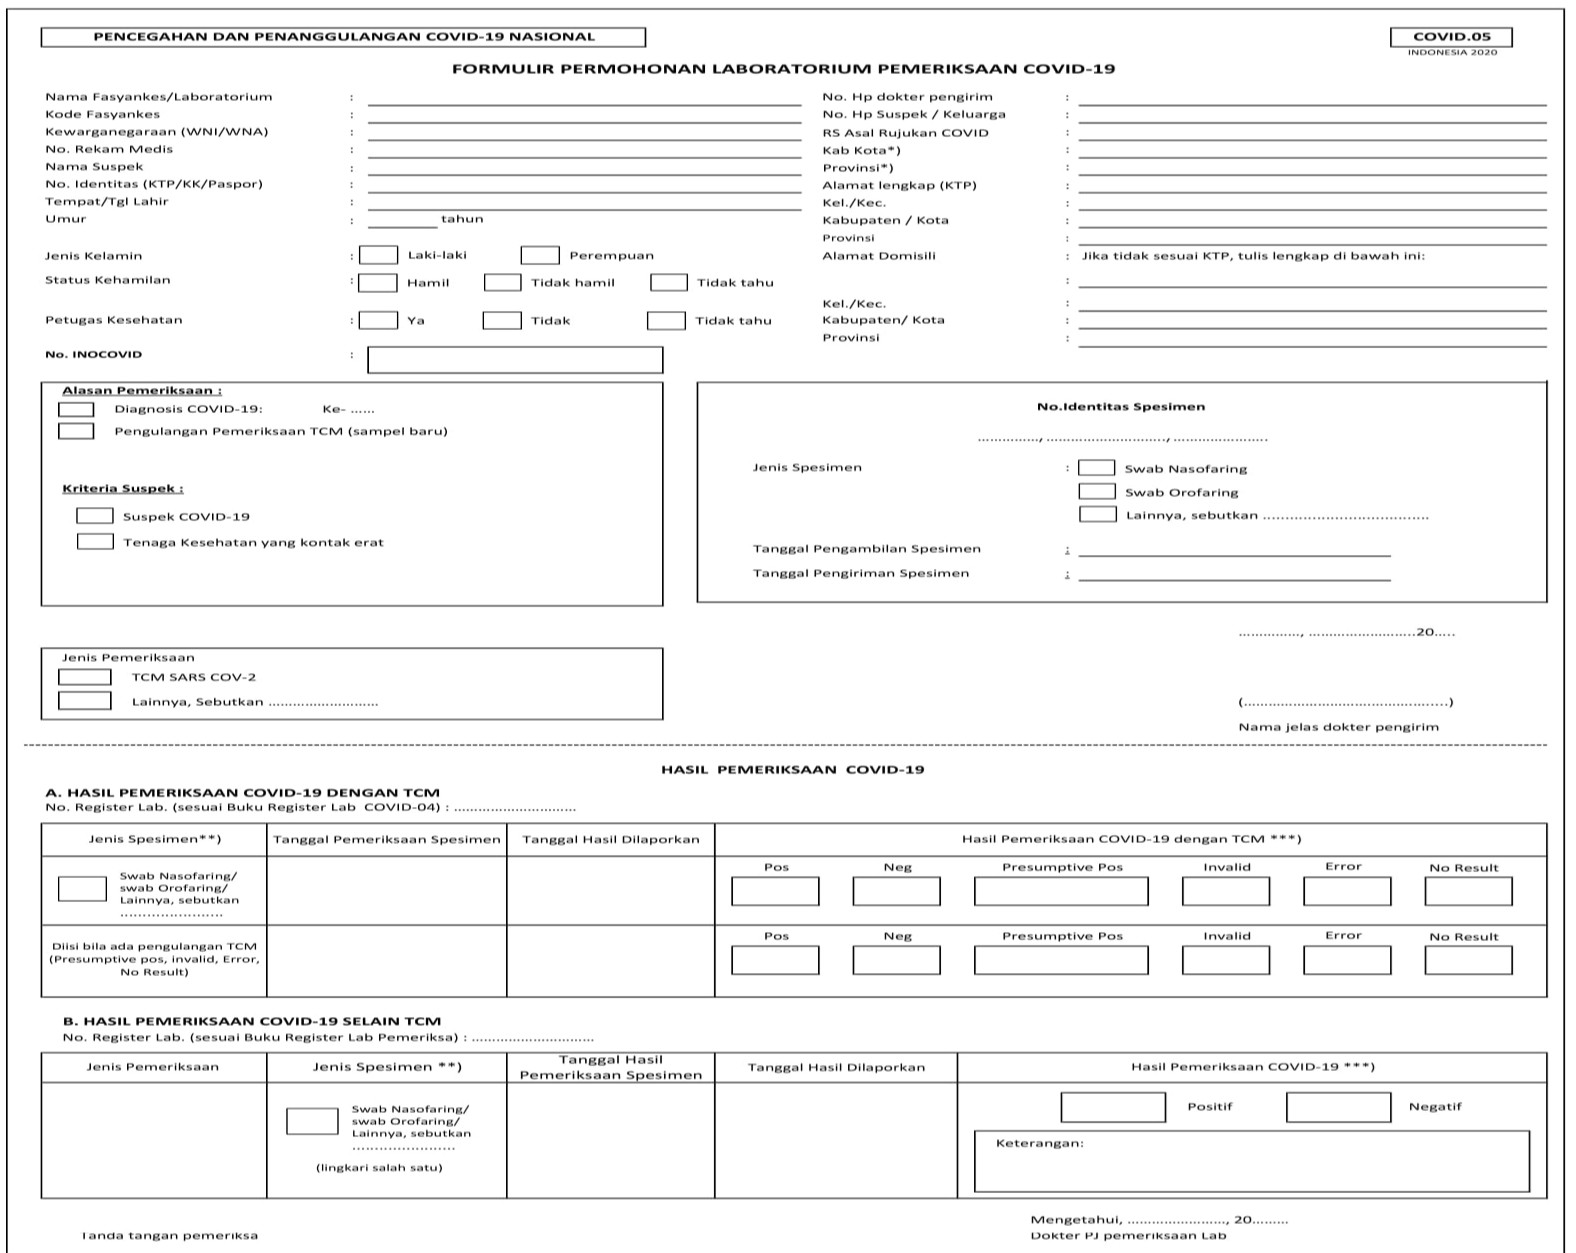 PENCEGAHAN DAN PENANGGULANGAN COVID-19 NASIONAL
COVID.05
INDONESIA 2020
FORMULIR PERMOHONAN LABORATORIUM PEMERIKSAAN COVID-19
Nama Fasyankes/Laboratorium :
Kode Fasyankes :
Kewarganegaraan (WNI/WNA) :
No. Rekam Medis :
Nama Suspek :
No. Identitas (KTP/KK/Paspor) :
Tempat/Tgl Lahir :
Umur : ________ tahun
Jenis Kelamin : Laki-laki Perempuan
Status Kehamilan : Hamil Tidak hamil Tidak tahu
Petugas Kesehatan : Ya Tidak Tidak tahu
No. INOCOVID :
No. Hp dokter pengirim :
No. Hp Suspek / Keluarga :
RS Asal Rujukan COVID :
Kab Kota*) :
Provinsi*) :
Alamat lengkap (KTP) :
Kel./Kec. :
Kabupaten / Kota :
Provinsi :
Alamat Domisili : Jika tidak sesuai KTP, tulis lengkap di bawah ini:
:
Kel./Kec. :
Kabupaten/ Kota :
Provinsi :
Alasan Pemeriksaan :
Diagnosis COVID-19: Ke- ......
Pengulangan Pemeriksaan TCM (sampel baru)
Kriteria Suspek :
Suspek COVID-19
Tenaga Kesehatan yang kontak erat
No.Identitas Spesimen
..............., ............................., .......................
Jenis Spesimen : Swab Nasofaring
Swab Orofaring
Lainnya, sebutkan .........................................
Tanggal Pengambilan Spesimen :
Tanggal Pengiriman Spesimen :
..............., ..........................20.....
Jenis Pemeriksaan
TCM SARS COV-2
Lainnya, Sebutkan ...........................
(..................................................)
Nama jelas dokter pengirim
HASIL PEMERIKSAAN COVID-19
A. HASIL PEMERIKSAAN COVID-19 DENGAN TCM
No. Register Lab. (sesuai Buku Register Lab COVID-04) : ..............................
Jenis Spesimen**) Tanggal Pemeriksaan Spesimen Tanggal Hasil Dilaporkan Hasil Pemeriksaan COVID-19 dengan TCM ***)
Swab Nasofaring/
swab Orofaring/
Lainnya, sebutkan
.......................
Pos Neg Presumptive Pos Invalid Error No Result
Diisi bila ada pengulangan TCM
(Presumptive pos, invalid, Error,
No Result)
Pos Neg Presumptive Pos Invalid Error No Result
B. HASIL PEMERIKSAAN COVID-19 SELAIN TCM
No. Register Lab. (sesuai Buku Register Lab Pemeriksa) : ..............................
Jenis Pemeriksaan Jenis Spesimen **) Tanggal Hasil
Pemeriksaan Spesimen Tanggal Hasil Dilaporkan Hasil Pemeriksaan COVID-19 ***)
Swab Nasofaring/
swab Orofaring/
Lainnya, sebutkan
.......................
(lingkari salah satu)
Positif Negatif
Keterangan:
Mengetahui, ........................, 20.........
Tanda tangan pemeriksa
Dokter PJ pemeriksaan Lab